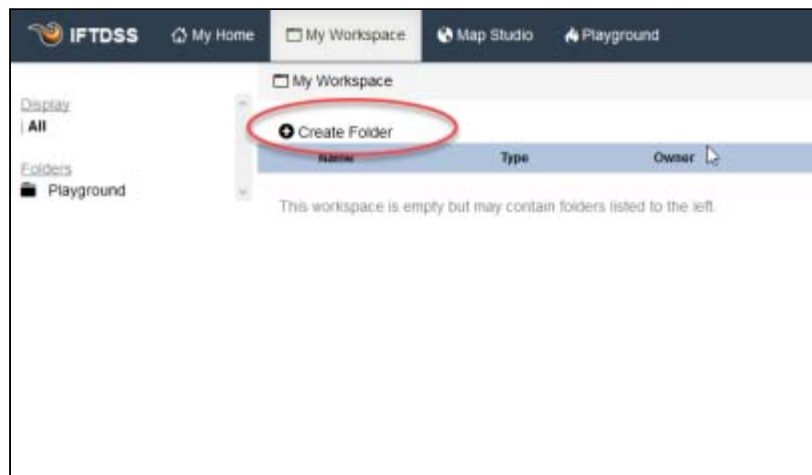 IFTDSS My Home My Workspace Map Studio Playground
My Workspace
Display
| All
Create Folder
Name Type Owner
Folders
Playground
This workspace is empty but may contain folders listed to the left.